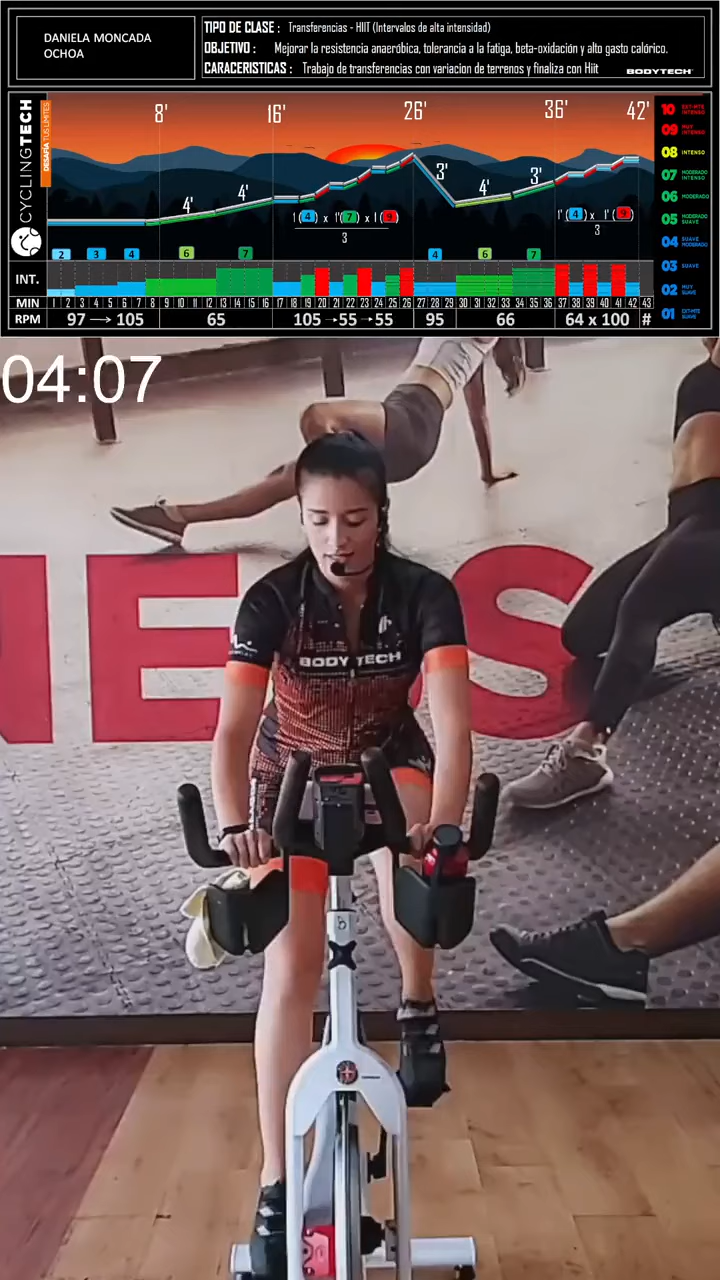 DANIELA MONCADA
OCHOA
TIPO DE CLASE : Transferencias - HIIT (Intervalos de alta intensidad)
OBJETIVO : Mejorar la resistencia anaeróbica, tolerancia a la fatiga, beta-oxidación y alto gasto calórico.
CARACERISTICAS : Trabajo de transferencias con variacion de terrenos y finaliza con Hiit
BODYTECH
CYCLINGTECH
DESAFÍA TUS LÍMITES
8' 16' 26' 36' 42'
4' 4' 3' 4' 3'
1 (4) x 1'(7) x 1 (9)
3
1' (4) x 1' (9)
3
2 3 4 6 7 4 6 7
10 EXT-MTE INTENSO
09 MUY INTENSO
08 INTENSO
07 MODERADO INTENSO
06 MODERADO
05 MODERADO SUAVE
04 SUAVE MODERADO
03 SUAVE
02 MUY SUAVE
01 EXT-MTE SUAVE
INT.
MIN 1 2 3 4 5 6 7 8 9 10 11 12 13 14 15 16 17 18 19 20 21 22 23 24 25 26 27 28 29 30 31 32 33 34 35 36 37 38 39 40 41 42 43
RPM 97 → 105 65 105 → 55 → 55 95 66 64 x 100 #
04:07
NE S
BODY TECH